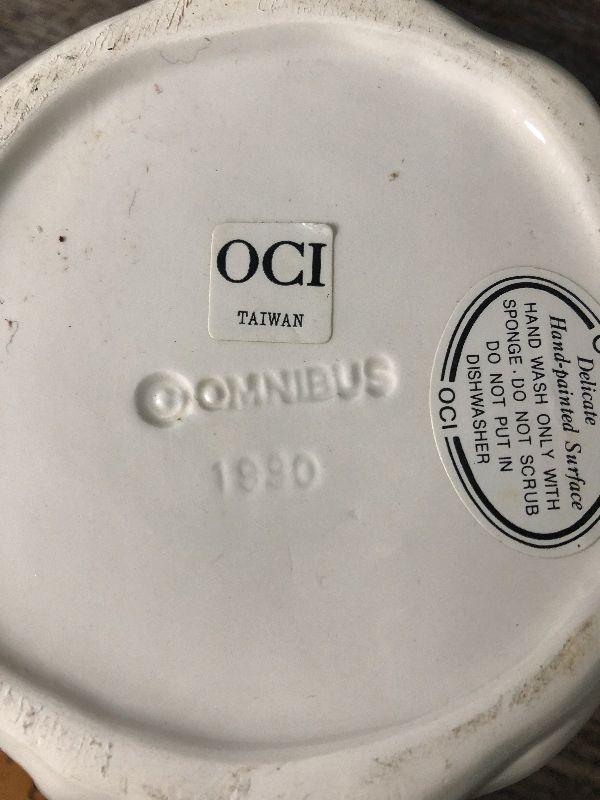 OCI
TAIWAN
© OMNIBUS
1990
Delicate
Hand-painted Surface
HAND WASH ONLY WITH
SPONGE · DO NOT SCRUB
DO NOT PUT IN
DISHWASHER
OCI